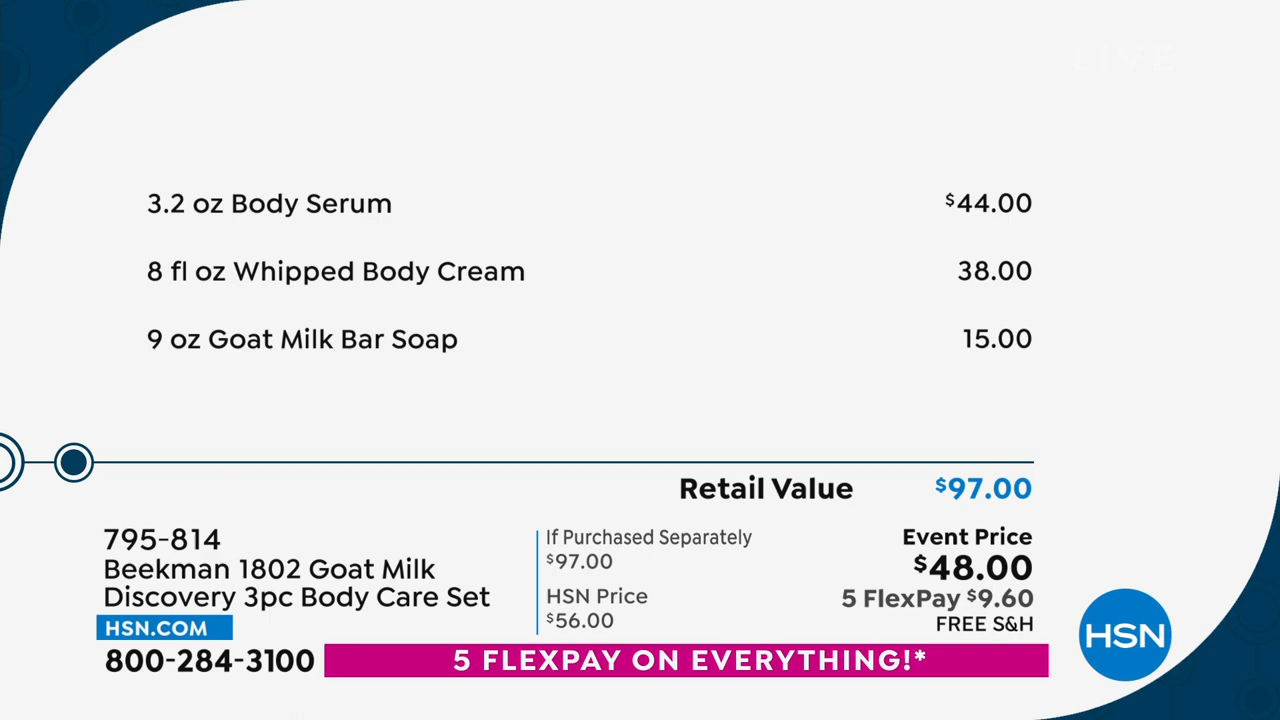 LIVE
3.2 oz Body Serum $44.00
8 fl oz Whipped Body Cream 38.00
9 oz Goat Milk Bar Soap 15.00
Retail Value $97.00
795-814
Beekman 1802 Goat Milk
Discovery 3pc Body Care Set
HSN.COM
800-284-3100
If Purchased Separately
$97.00
HSN Price
$56.00
Event Price
$48.00
5 FlexPay $9.60
FREE S&H
5 FLEXPAY ON EVERYTHING!*
HSN